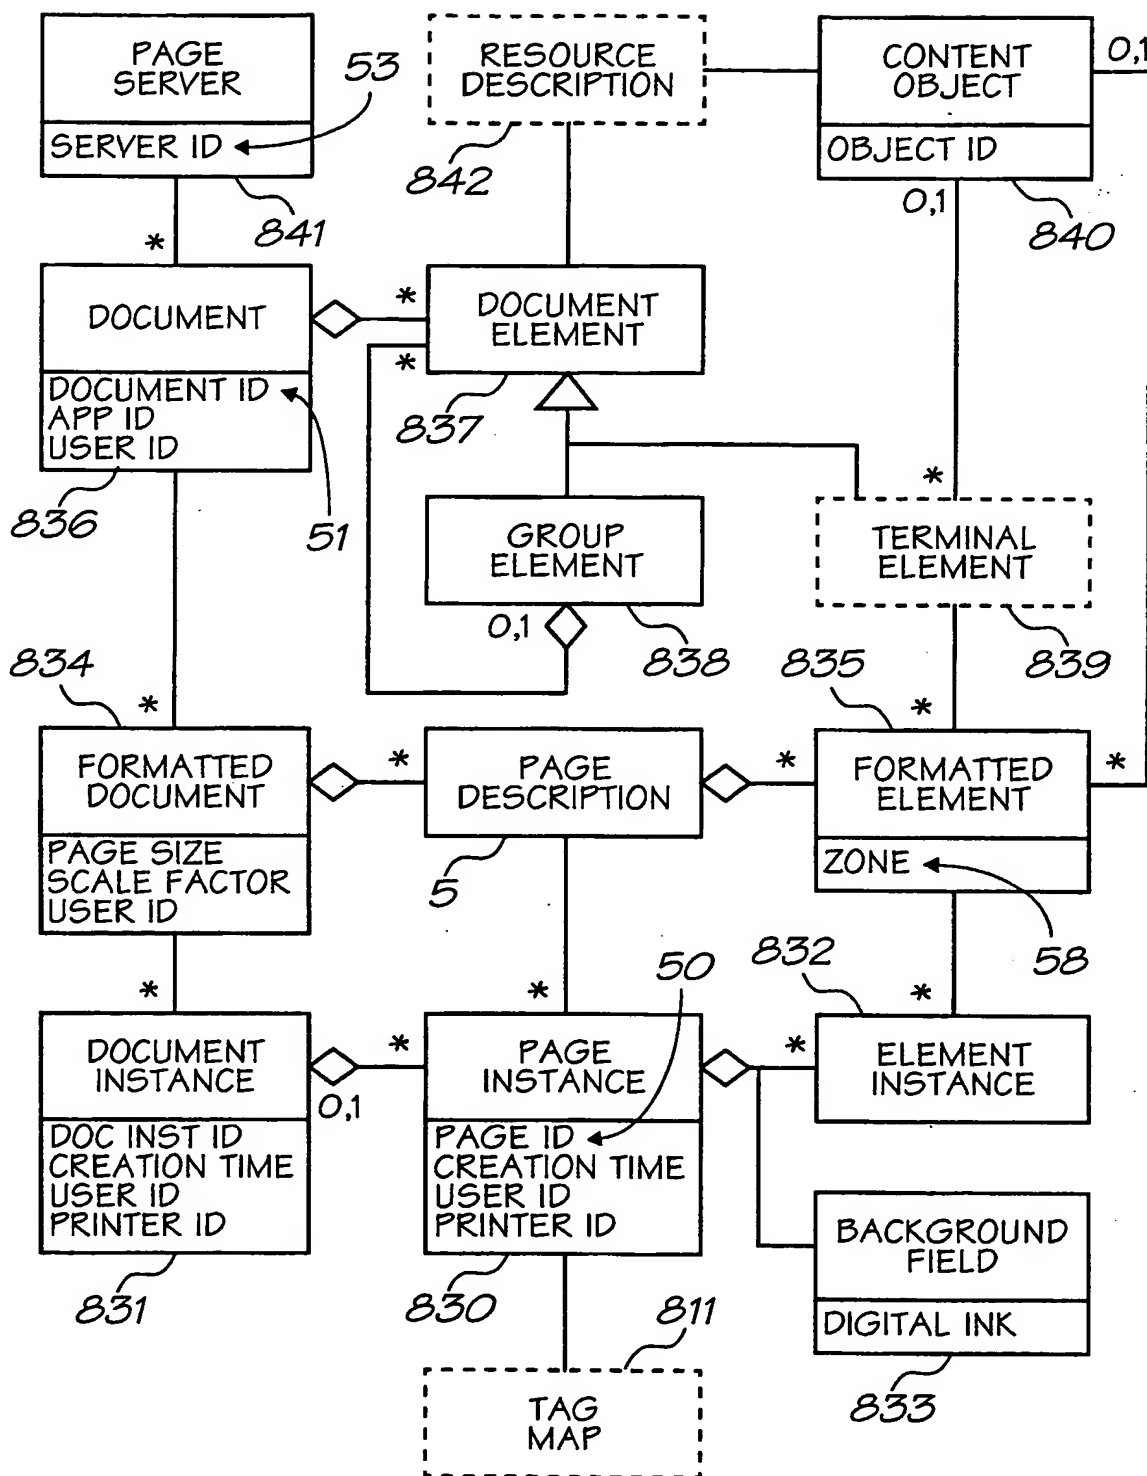 PAGE
SERVER
SERVER ID
53
841
RESOURCE
DESCRIPTION
842
CONTENT
OBJECT
OBJECT ID
0,1
0,1
840
*
DOCUMENT
DOCUMENT ID
APP ID
USER ID
836
51
*
*
DOCUMENT
ELEMENT
837
GROUP
ELEMENT
0,1
838
*
TERMINAL
ELEMENT
839
834
*
FORMATTED
DOCUMENT
PAGE SIZE
SCALE FACTOR
USER ID
*
PAGE
DESCRIPTION
5
835
*
*
FORMATTED
ELEMENT
*
ZONE
58
*
DOCUMENT
INSTANCE
0,1
DOC INST ID
CREATION TIME
USER ID
PRINTER ID
831
*
*
50
PAGE
INSTANCE
PAGE ID
CREATION TIME
USER ID
PRINTER ID
830
832
*
*
ELEMENT
INSTANCE
BACKGROUND
FIELD
DIGITAL INK
833
811
TAG
MAP